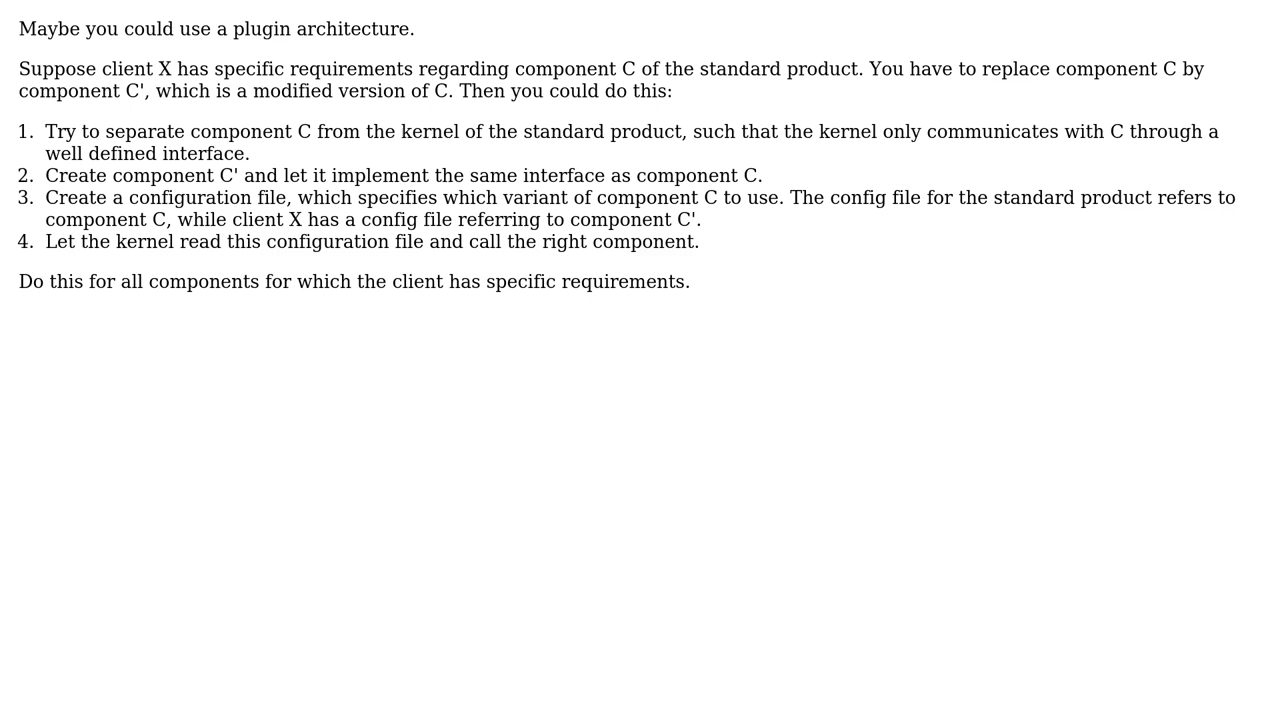 Maybe you could use a plugin architecture.
Suppose client X has specific requirements regarding component C of the standard product. You have to replace component C by
component C', which is a modified version of C. Then you could do this:
1. Try to separate component C from the kernel of the standard product, such that the kernel only communicates with C through a
well defined interface.
2. Create component C' and let it implement the same interface as component C.
3. Create a configuration file, which specifies which variant of component C to use. The config file for the standard product refers to
component C, while client X has a config file referring to component C'.
4. Let the kernel read this configuration file and call the right component.
Do this for all components for which the client has specific requirements.